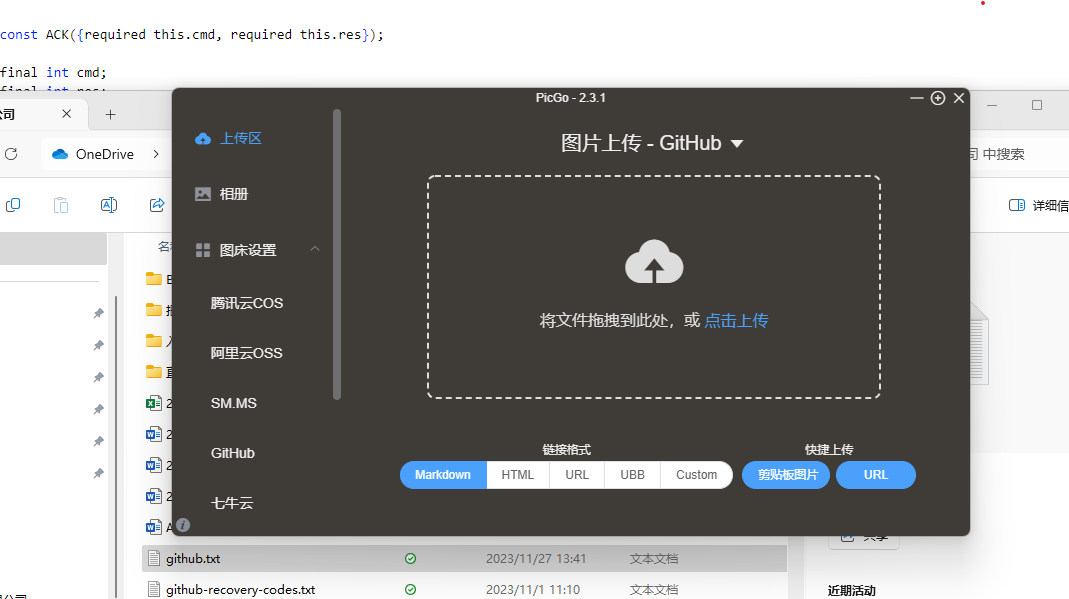 const ACK({required this.cmd, required this.res});
final int cmd;
PicGo - 2.3.1
公司
OneDrive
中搜索
上传区
图片上传 - GitHub
相册
详细信
图床设置
腾讯云COS
将文件拖拽到此处，或 点击上传
阿里云OSS
SM.MS
GitHub
链接格式
快捷上传
Markdown
HTML
URL
UBB
Custom
剪贴板图片
URL
七牛云
github.txt
2023/11/27 13:41
文本文档
共享
github-recovery-codes.txt
2023/11/1 11:10
文本文档
近期活动